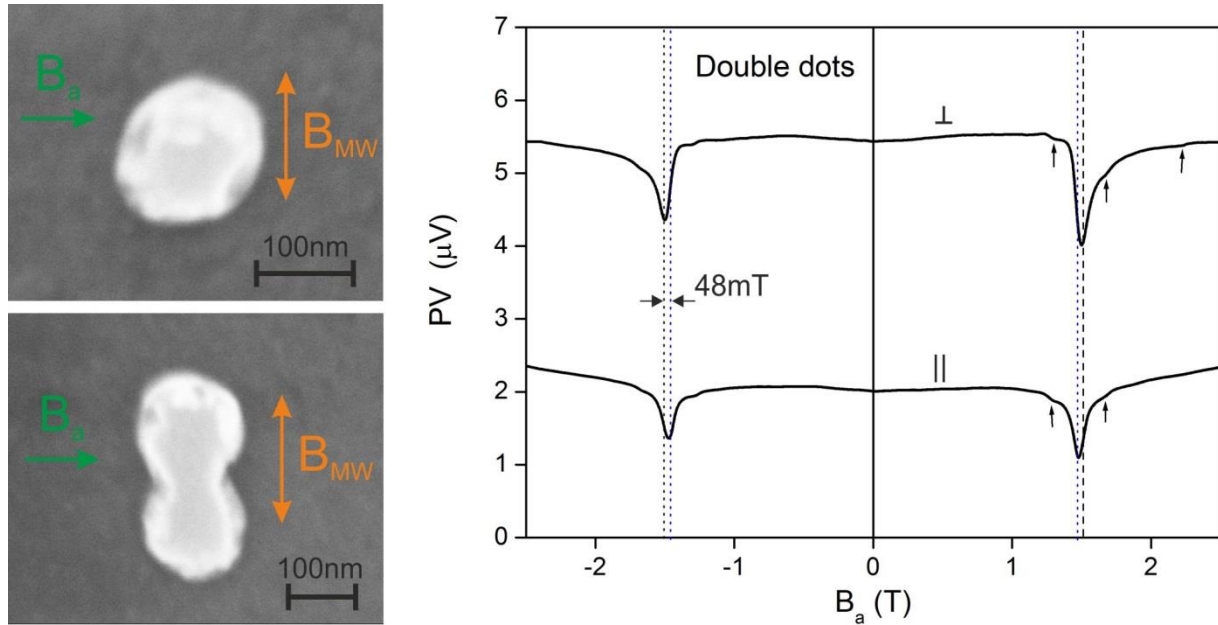 B_a
B_MW
100nm
B_a
B_MW
100nm
Double dots
⊥
48mT
||
PV (μV)
7
6
5
4
3
2
1
0
-2 -1 0 1 2
B_a (T)